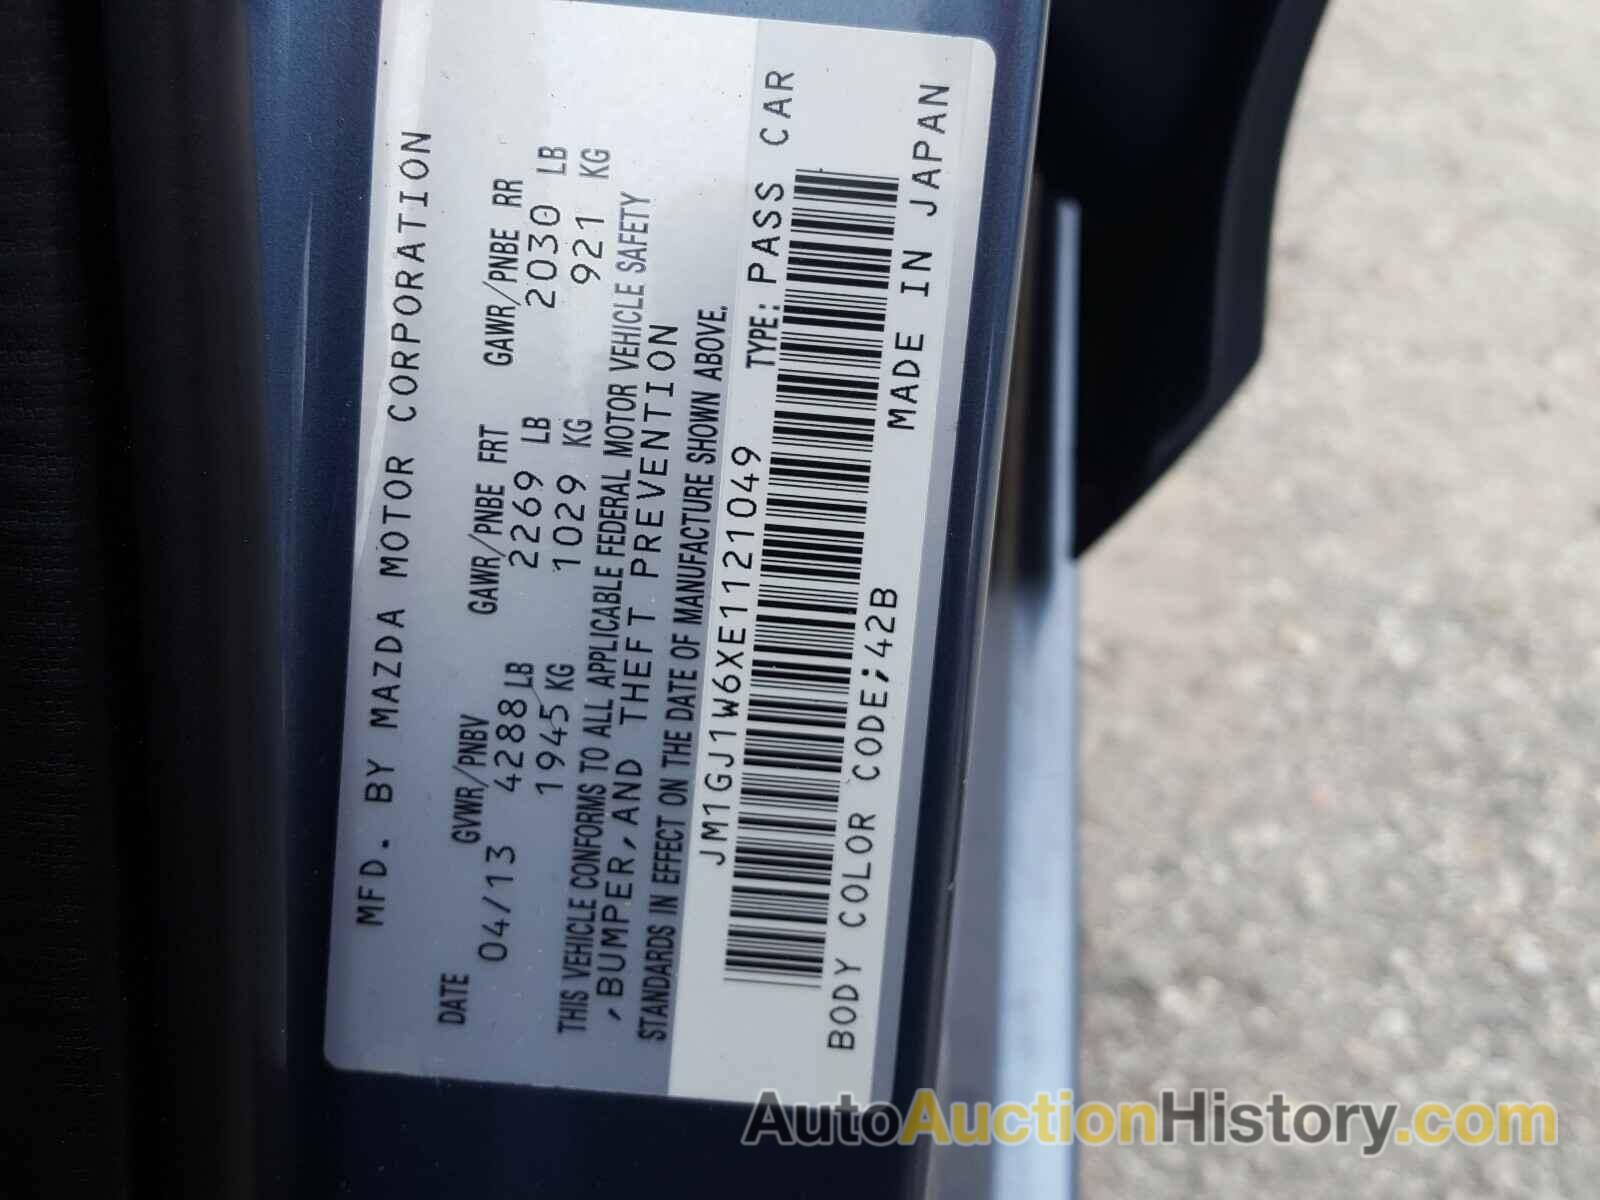 MFD. BY MAZDA MOTOR CORPORATION
DATE GVWR/PNBV GAWR/PNBE FRT GAWR/PNBE RR
04/13 4288 LB 2269 LB 2030 LB
1945 KG 1029 KG 921 KG
THIS VEHICLE CONFORMS TO ALL APPLICABLE FEDERAL MOTOR VEHICLE SAFETY
,BUMPER,AND THEFT PREVENTION
STANDARDS IN EFFECT ON THE DATE OF MANUFACTURE SHOWN ABOVE.
JM1GJ1W6XE1121049 TYPE: PASS CAR
BODY COLOR CODE;42B MADE IN JAPAN
AutoAuctionHistory.com